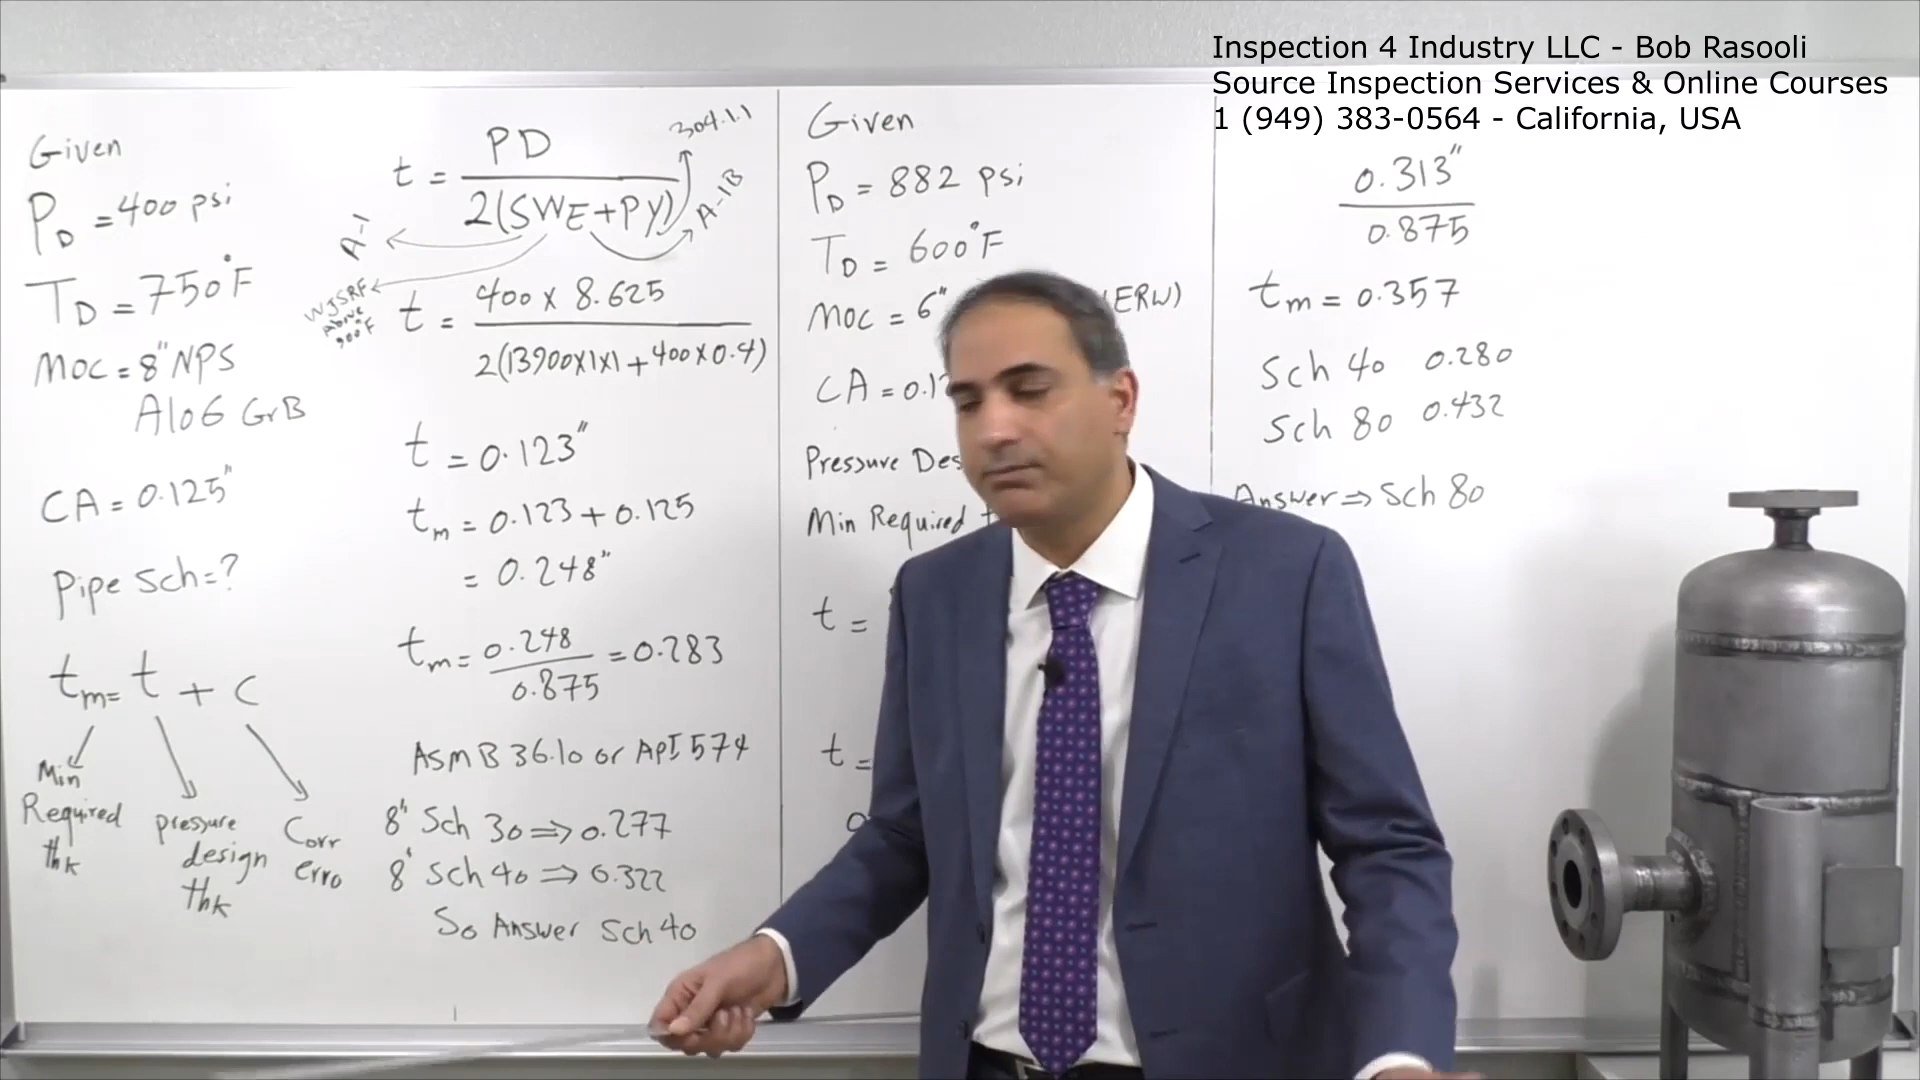 Inspection 4 Industry LLC - Bob Rasooli
Source Inspection Services & Online Courses
1 (949) 383-0564 - California, USA
Given
PD = 400 psi
TD = 750°F
MOC = 8" NPS
A106 GrB
CA = 0.125"
Pipe Sch = ?
tm = t + c
Min
Required
thk
pressure
design
thk
Corr
erro
t = PD / 2(SWE + PY)
304.1.1
A-1
A-1B
WJSRF
above
900°F
t = 400 x 8.625 / 2(13900x1x1 + 400x0.4)
t = 0.123"
tm = 0.123 + 0.125
= 0.248"
tm = 0.248 / 0.875 = 0.283
ASM B 36.10 or API 574
8" Sch 30 => 0.277
8" Sch 40 => 0.322
So Answer Sch 40
Given
PD = 882 psi
TD = 600°F
MOC = 6" (ERW)
CA = 0.12
Pressure Des
Min Required t
t =
t =
0.313" / 0.875
tm = 0.357
Sch 40 0.280
Sch 80 0.432
Answer => Sch 80